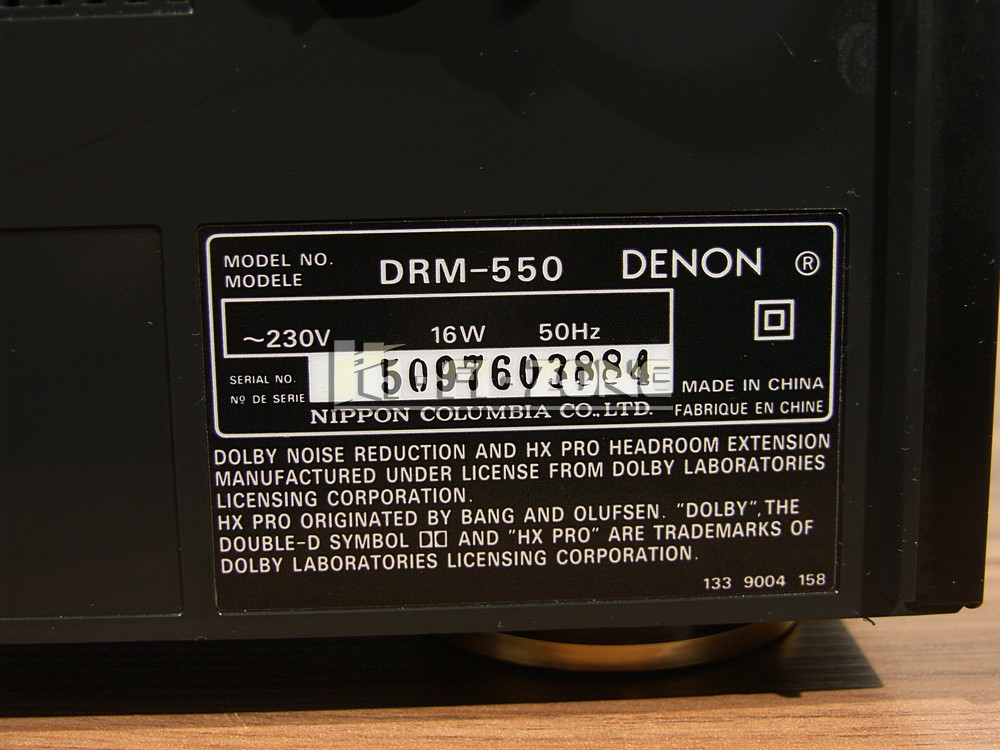 MODEL NO.
MODELE
DRM-550
DENON ®
~230V 16W 50Hz
SERIAL NO.
Nº DE SERIE
5097603884
NIPPON COLUMBIA CO.,LTD.
MADE IN CHINA
FABRIQUE EN CHINE
DOLBY NOISE REDUCTION AND HX PRO HEADROOM EXTENSION
MANUFACTURED UNDER LICENSE FROM DOLBY LABORATORIES
LICENSING CORPORATION.
HX PRO ORIGINATED BY BANG AND OLUFSEN. "DOLBY", THE
DOUBLE-D SYMBOL AND "HX PRO" ARE TRADEMARKS OF
DOLBY LABORATORIES LICENSING CORPORATION.
133 9004 158